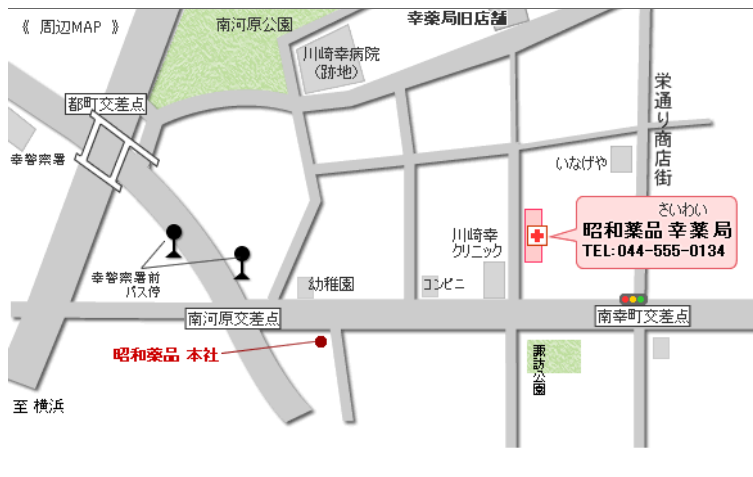 《 周辺MAP 》
南河原公園
幸薬局旧店舗
川崎幸病院
(跡地)
都町交差点
栄通り商店街
幸警察署
いなげや
さいわい
昭和薬品 幸薬局
TEL:044-555-0134
川崎幸
クリニック
幸警察署前
バス停
幼稚園
コンビニ
南河原交差点
南幸町交差点
昭和薬品 本社
諏訪公園
至 横浜